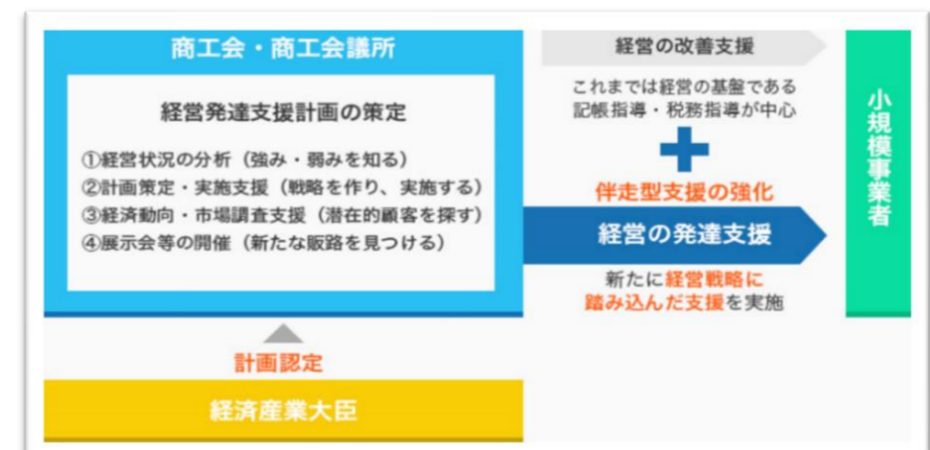 商工会・商工会議所
経営発達支援計画の策定
①経営状況の分析（強み・弱みを知る）
②計画策定・実施支援（戦略を作り、実施する）
③経済動向・市場調査支援（潜在的顧客を探す）
④展示会等の開催（新たな販路を見つける）
計画認定
経済産業大臣
経営の改善支援
これまでは経営の基盤である
記帳指導・税務指導が中心
伴走型支援の強化
経営の発達支援
新たに経営戦略に
踏み込んだ支援を実施
小規模事業者